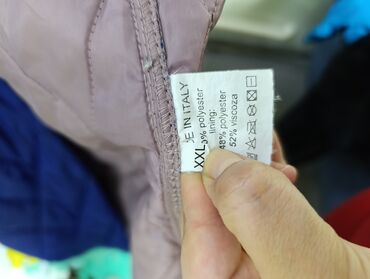 E IN ITALY
XXL
% polyester
lining:
48% polyester
52% viscoza